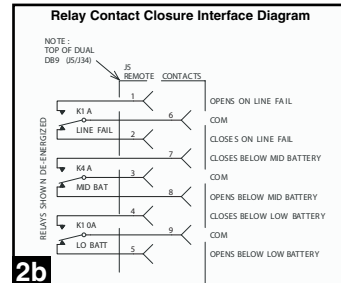 Relay Contact Closure Interface Diagram
NOTE :
TOP OF DUAL
DB9 (J5/J34)
J5
REMOTE CONTACTS
RELAYS SHOWN DE-ENERGIZED
1
OPENS ON LINE FAIL
K1 A
6
COM
LINE FAIL
2
CLOSES ON LINE FAIL
7
CLOSES BELOW MID BATTERY
K4 A
3
COM
MID BAT
8
OPENS BELOW MID BATTERY
4
CLOSES BELOW LOW BATTERY
K1 0A
9
COM
LO BATT
5
OPENS BELOW LOW BATTERY
2b